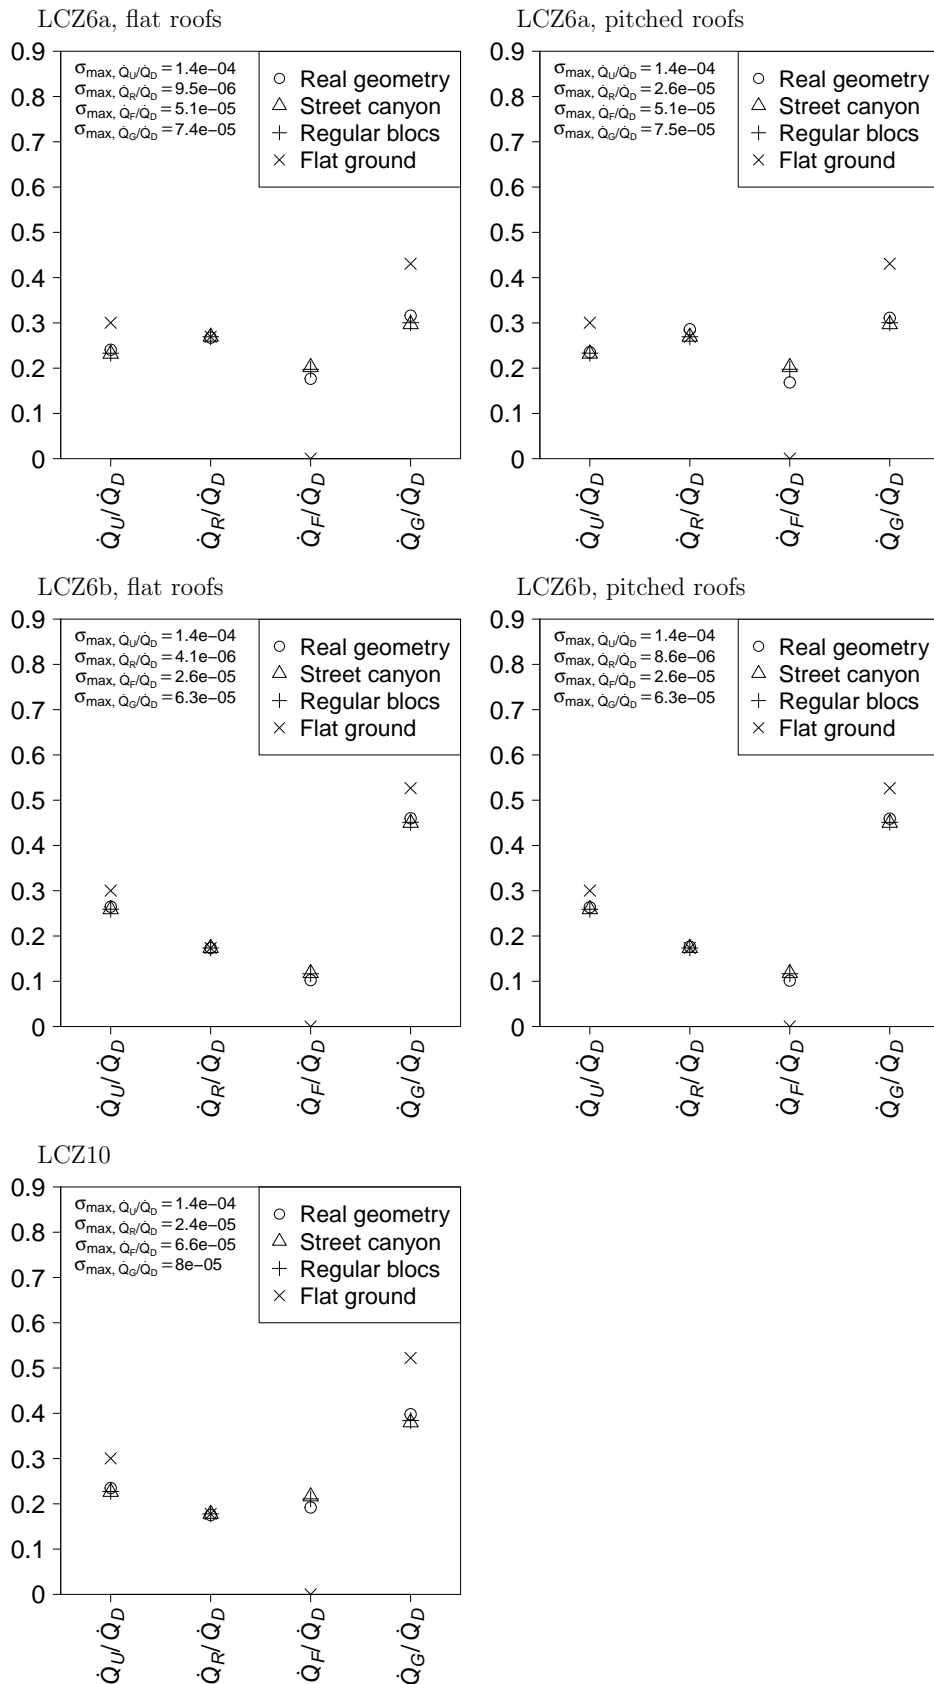 LCZ6a, flat roofs
0.9
0.8
0.7
0.6
0.5
0.4
0.3
0.2
0.1
0
σmax, Q̇U/Q̇D = 1.4e−04
σmax, Q̇R/Q̇D = 9.5e−06
σmax, Q̇F/Q̇D = 5.1e−05
σmax, Q̇G/Q̇D = 7.4e−05
Real geometry
Street canyon
Regular blocs
Flat ground
Q̇U/Q̇D
Q̇R/Q̇D
Q̇F/Q̇D
Q̇G/Q̇D
LCZ6a, pitched roofs
0.9
0.8
0.7
0.6
0.5
0.4
0.3
0.2
0.1
0
σmax, Q̇U/Q̇D = 1.4e−04
σmax, Q̇R/Q̇D = 2.6e−05
σmax, Q̇F/Q̇D = 5.1e−05
σmax, Q̇G/Q̇D = 7.5e−05
Real geometry
Street canyon
Regular blocs
Flat ground
Q̇U/Q̇D
Q̇R/Q̇D
Q̇F/Q̇D
Q̇G/Q̇D
LCZ6b, flat roofs
0.9
0.8
0.7
0.6
0.5
0.4
0.3
0.2
0.1
0
σmax, Q̇U/Q̇D = 1.4e−04
σmax, Q̇R/Q̇D = 4.1e−06
σmax, Q̇F/Q̇D = 2.6e−05
σmax, Q̇G/Q̇D = 6.3e−05
Real geometry
Street canyon
Regular blocs
Flat ground
Q̇U/Q̇D
Q̇R/Q̇D
Q̇F/Q̇D
Q̇G/Q̇D
LCZ6b, pitched roofs
0.9
0.8
0.7
0.6
0.5
0.4
0.3
0.2
0.1
0
σmax, Q̇U/Q̇D = 1.4e−04
σmax, Q̇R/Q̇D = 8.6e−06
σmax, Q̇F/Q̇D = 2.6e−05
σmax, Q̇G/Q̇D = 6.3e−05
Real geometry
Street canyon
Regular blocs
Flat ground
Q̇U/Q̇D
Q̇R/Q̇D
Q̇F/Q̇D
Q̇G/Q̇D
LCZ10
0.9
0.8
0.7
0.6
0.5
0.4
0.3
0.2
0.1
0
σmax, Q̇U/Q̇D = 1.4e−04
σmax, Q̇R/Q̇D = 2.4e−05
σmax, Q̇F/Q̇D = 6.6e−05
σmax, Q̇G/Q̇D = 8e−05
Real geometry
Street canyon
Regular blocs
Flat ground
Q̇U/Q̇D
Q̇R/Q̇D
Q̇F/Q̇D
Q̇G/Q̇D